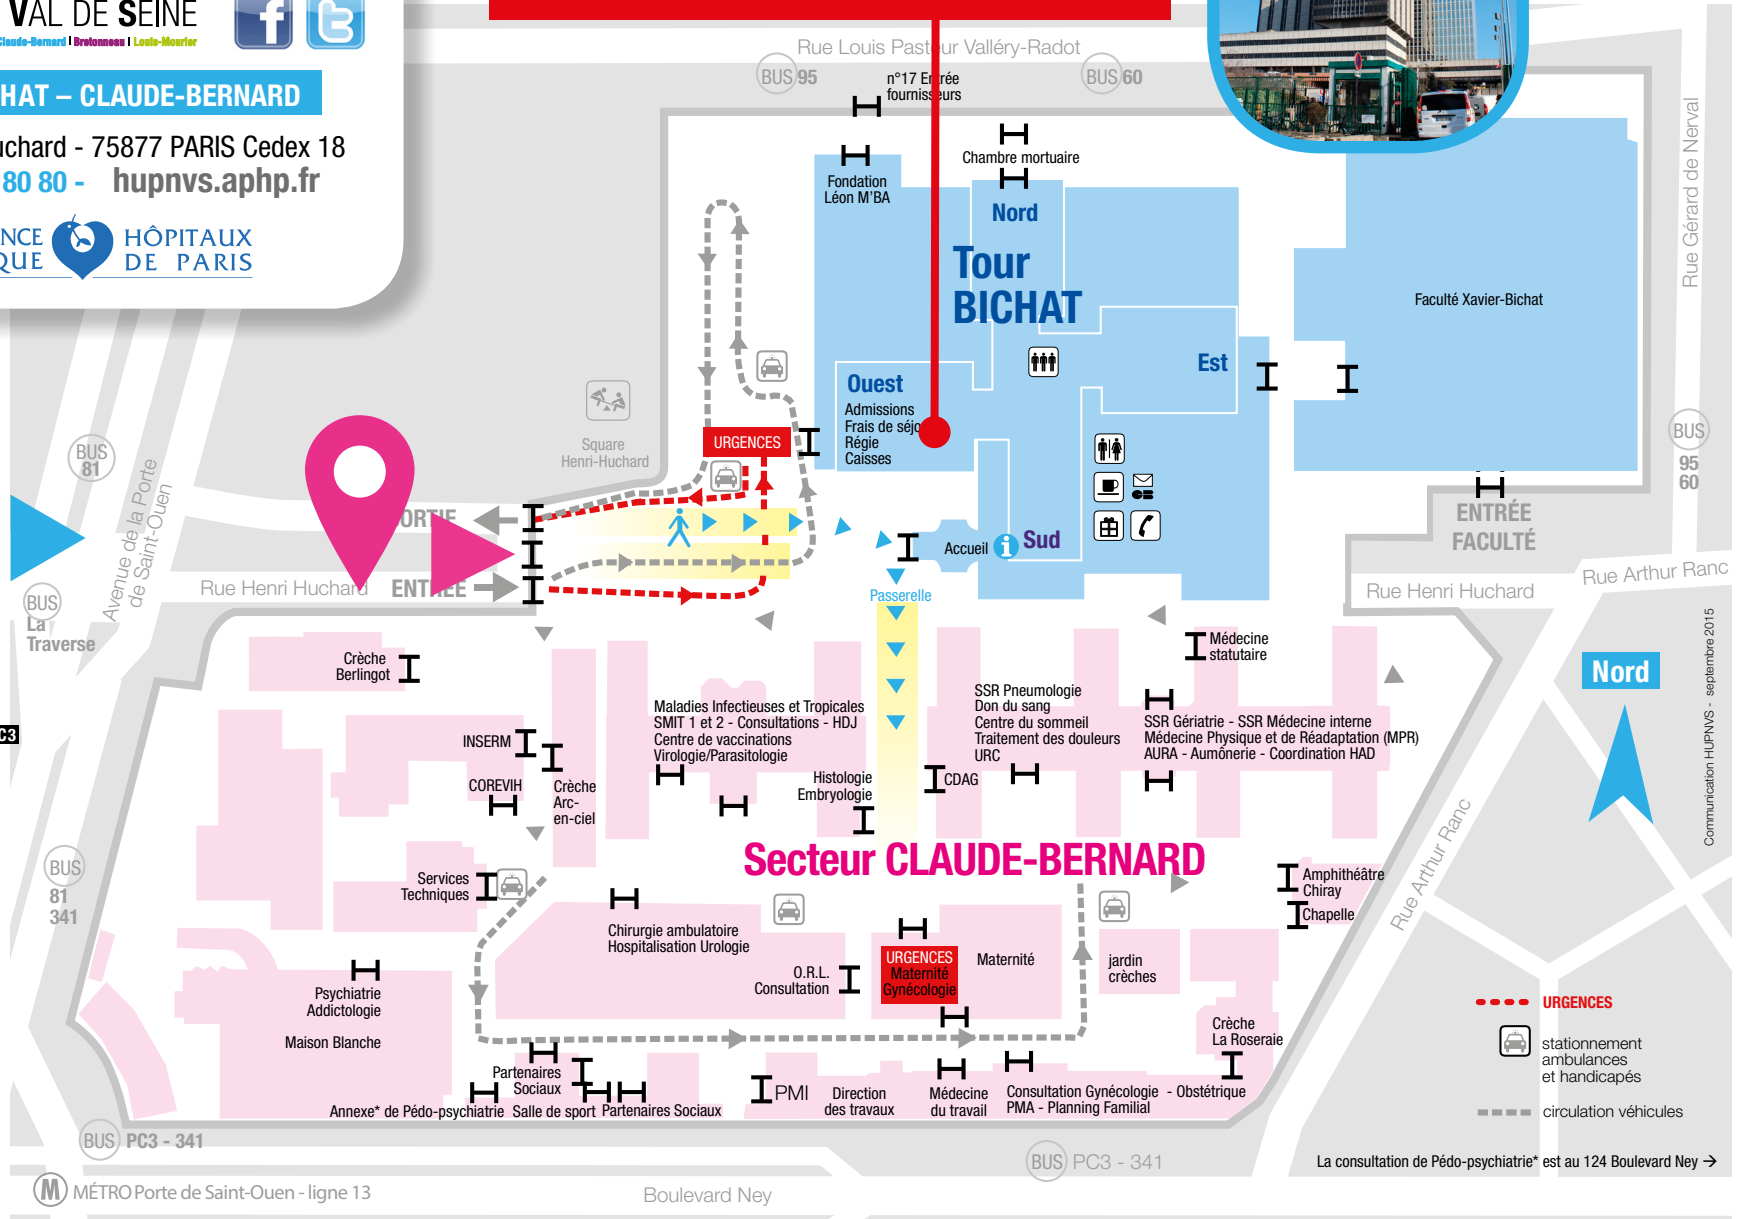 VAL DE SEINE
Claude-Bernard | Bretonneau | Louis-Mourier
HAT – CLAUDE-BERNARD
uchard - 75877 PARIS Cedex 18
80 80 - hupnvs.aphp.fr
NCE
QUE
HÔPITAUX
DE PARIS
Rue Louis Pasteur Valléry-Radot
BUS 95
BUS 60
n°17 Entrée
fournisseurs
Chambre mortuaire
Fondation
Léon M'BA
Nord
Tour
BICHAT
Rue Gérard de Nerval
Faculté Xavier-Bichat
Est
Ouest
Admissions
Frais de séjo
Régie
Caisses
URGENCES
Square
Henri-Huchard
BUS
81
Avenue de la Porte
de Saint-Ouen
BUS
95
60
ORTIE
ENTRÉE
FACULTÉ
Accueil
i
Sud
Passerelle
Rue Henri Huchard
ENTRÉE
Rue Henri Huchard
Rue Arthur Ranc
BUS
La
Traverse
Crèche
Berlingot
Médecine
statutaire
Nord
Communication HUPNVS - septembre 2015
C3
INSERM
COREVIH
Crèche
Arc-
en-ciel
Maladies Infectieuses et Tropicales
SMIT 1 et 2 - Consultations - HDJ
Centre de vaccinations
Virologie/Parasitologie
Histologie
Embryologie
SSR Pneumologie
Don du sang
Centre du sommeil
Traitement des douleurs
URC
CDAG
SSR Gériatrie - SSR Médecine interne
Médecine Physique et de Réadaptation (MPR)
AURA - Aumônerie - Coordination HAD
Secteur CLAUDE-BERNARD
BUS
81
341
Services
Techniques
Amphithéâtre
Chiray
Chapelle
Rue Arthur Ranc
Chirurgie ambulatoire
Hospitalisation Urologie
O.R.L.
Consultation
URGENCES
Maternité
Gynécologie
Maternité
jardin
crèches
Psychiatrie
Addictologie
Maison Blanche
Crèche
La Roseraie
Partenaires
Sociaux
Annexe* de Pédo-psychiatrie
Salle de sport
Partenaires Sociaux
PMI
Direction
des travaux
Médecine
du travail
Consultation Gynécologie - Obstétrique
PMA - Planning Familial
URGENCES
stationnement
ambulances
et handicapés
circulation véhicules
BUS PC3 - 341
BUS PC3 - 341
La consultation de Pédo-psychiatrie* est au 124 Boulevard Ney →
M MÉTRO Porte de Saint-Ouen - ligne 13
Boulevard Ney